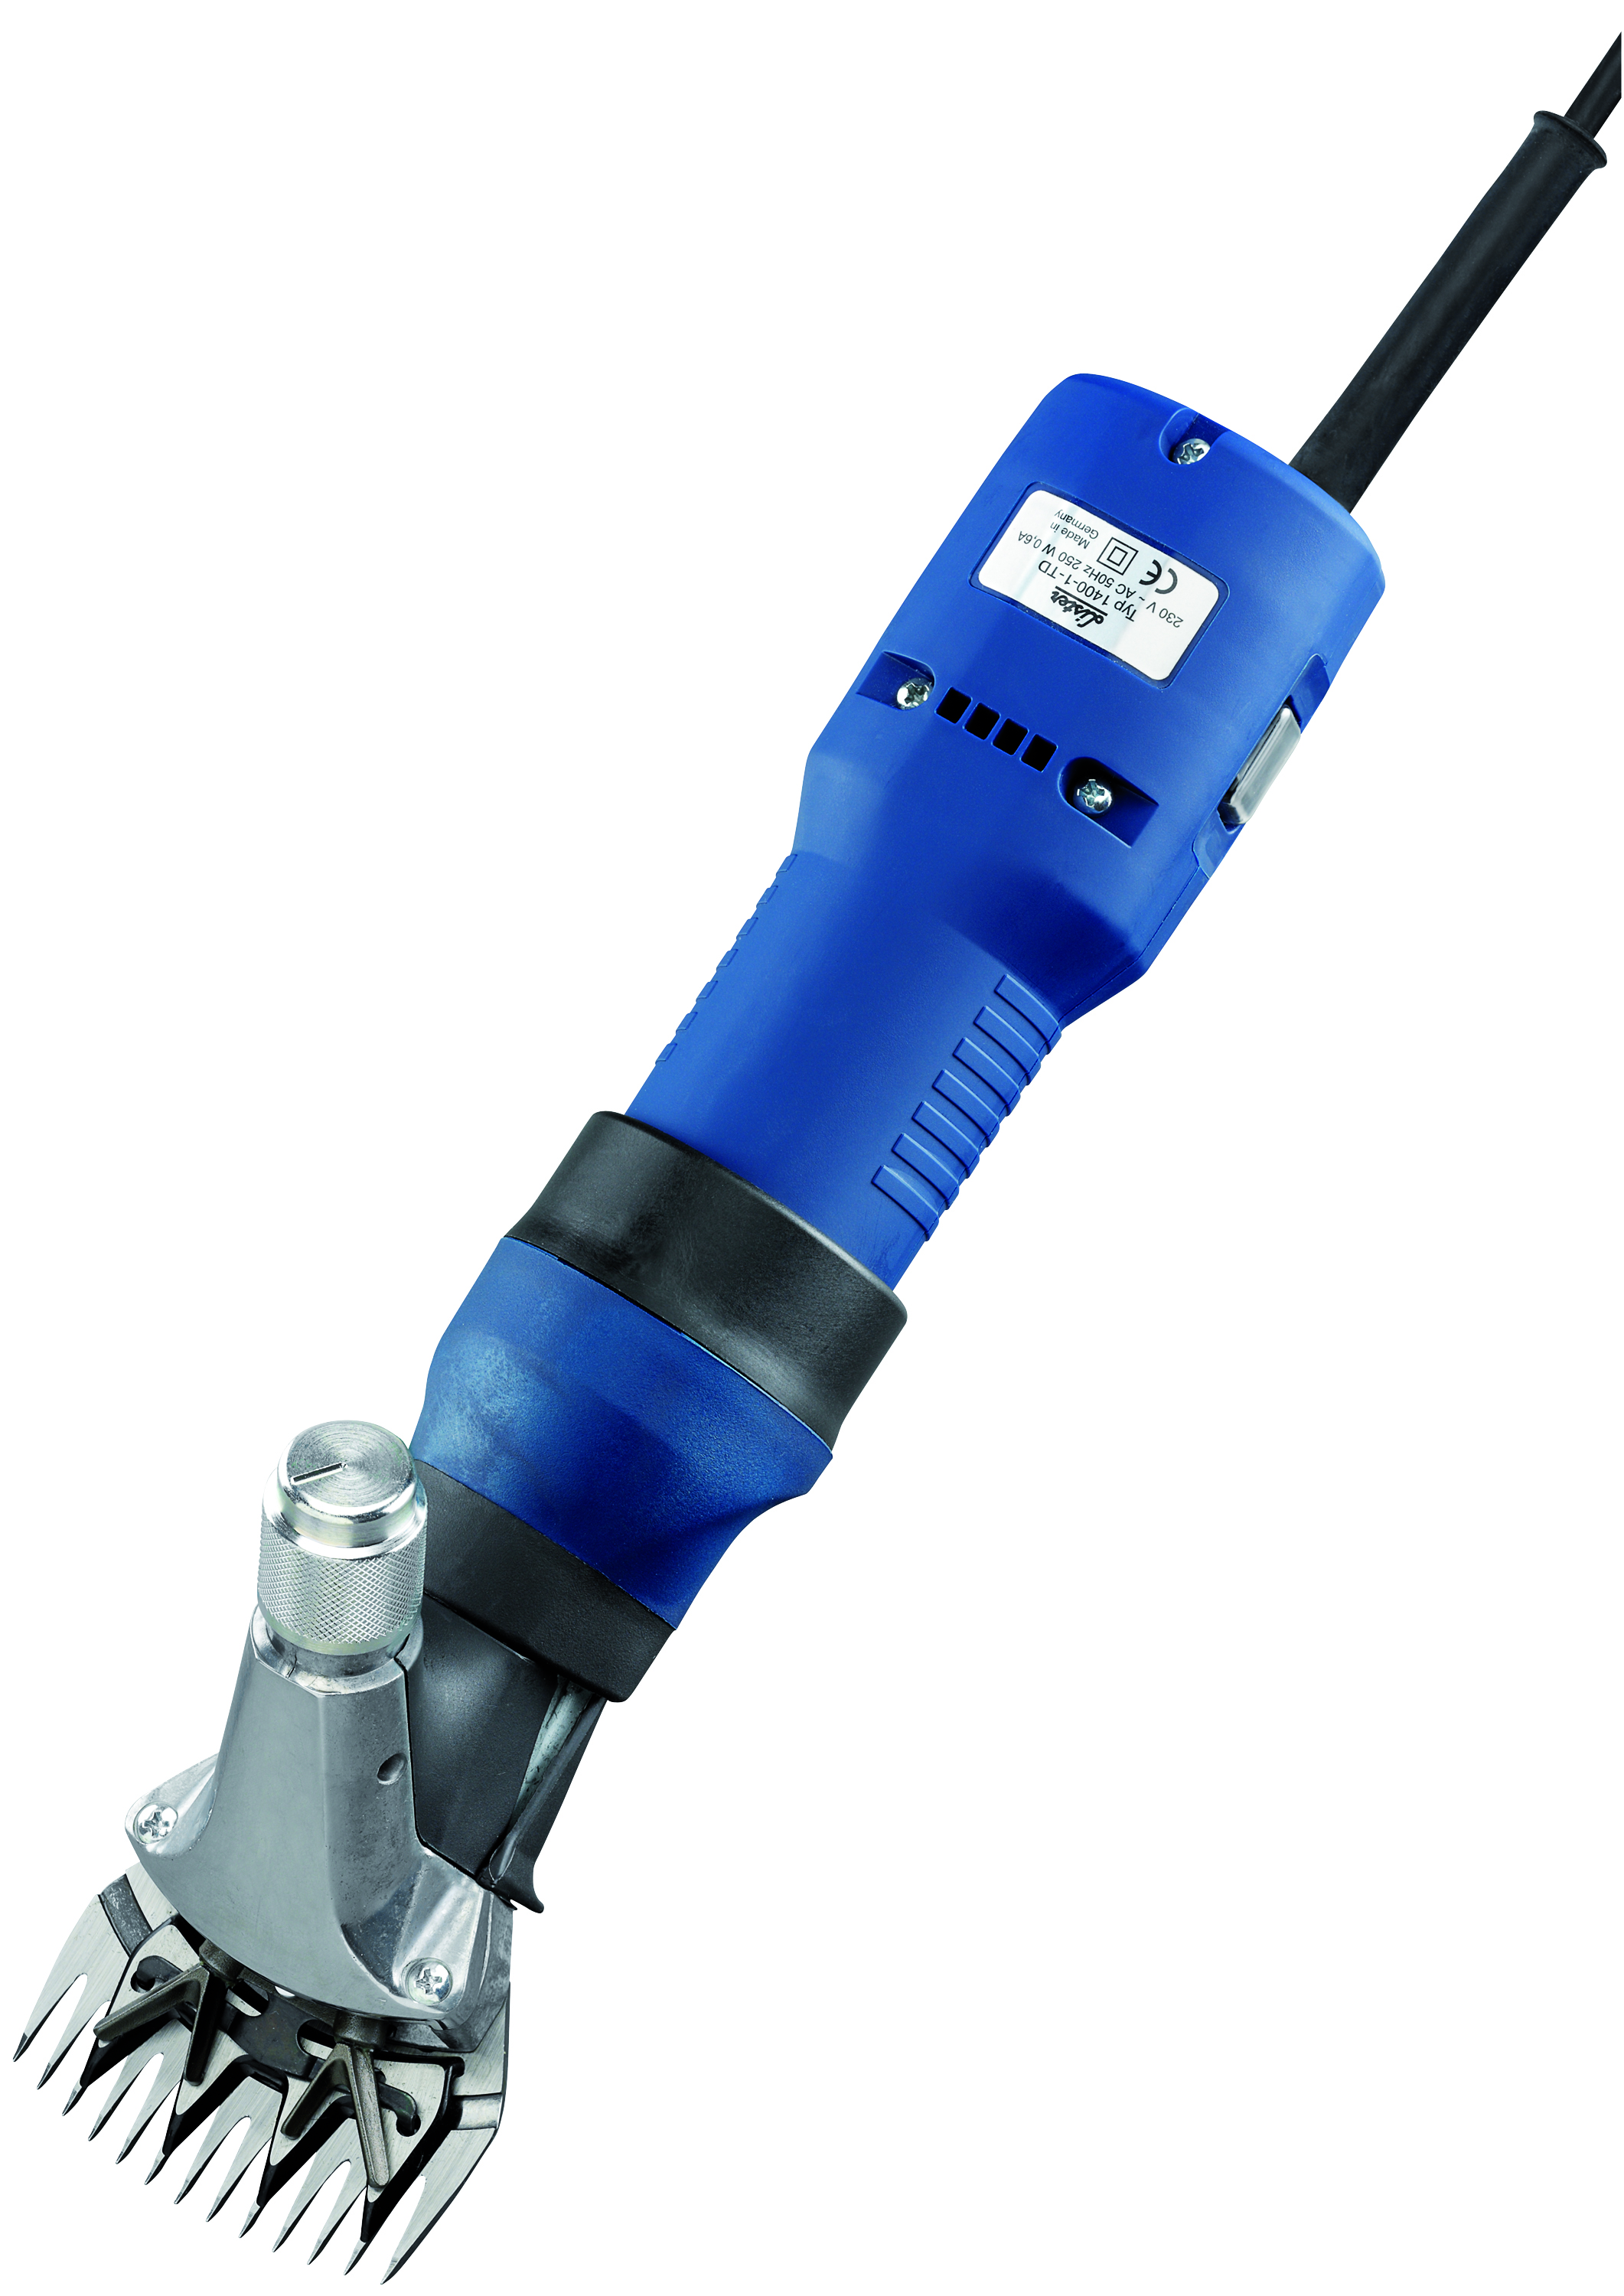 Lister
Typ 1400-1-TD
230 V ~ AC 50Hz 250 W 0,6A
CE
Made in
Germany